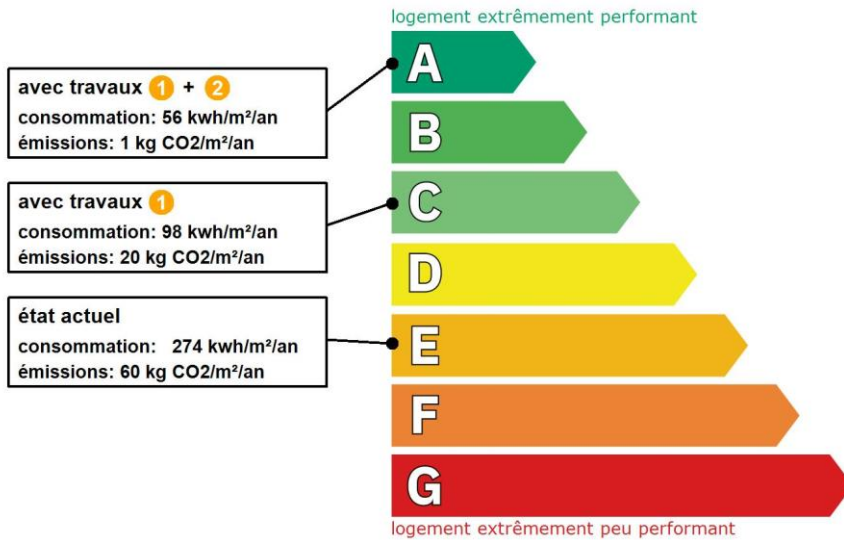 logement extrêmement performant
avec travaux 1 + 2
consommation: 56 kwh/m²/an
émissions: 1 kg CO2/m²/an
avec travaux 1
consommation: 98 kwh/m²/an
émissions: 20 kg CO2/m²/an
état actuel
consommation: 274 kwh/m²/an
émissions: 60 kg CO2/m²/an
A
B
C
D
E
F
G
logement extrêmement peu performant